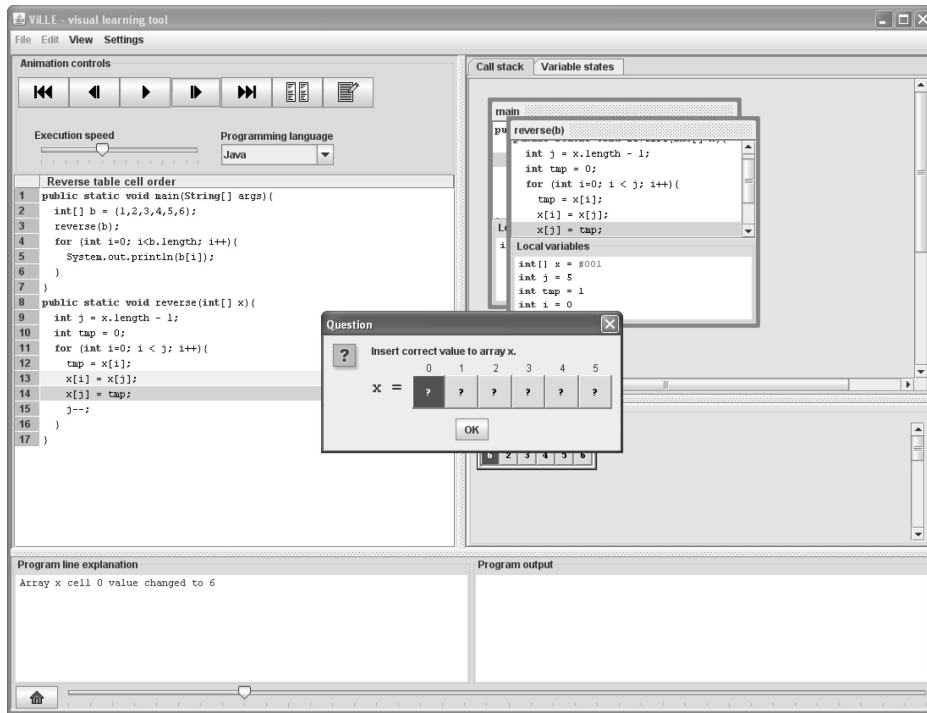 ViLLE - visual learning tool
File Edit View Settings
Animation controls
Execution speed
Programming language
Java
Reverse table cell order
1 public static void main(String[] args){
2 int[] b = {1,2,3,4,5,6};
3 reverse(b);
4 for (int i=0; i<b.length; i++){
5 System.out.println(b[i]);
6 }
7 }
8 public static void reverse(int[] x){
9 int j = x.length - 1;
10 int tmp = 0;
11 for (int i=0; i < j; i++){
12 tmp = x[i];
13 x[i] = x[j];
14 x[j] = tmp;
15 j--;
16 }
17 }
Call stack Variable states
main
pu
reverse(b)
public static void reverse(int[] x){
int j = x.length - 1;
int tmp = 0;
for (int i=0; i < j; i++){
tmp = x[i];
x[i] = x[j];
x[j] = tmp;
Local variables
int[] x = #001
int j = 5
int tmp = 1
int i = 0
Question
Insert correct value to array x.
0 1 2 3 4 5
x = ? ? ? ? ? ?
OK
6 2 3 4 5 6
Program line explanation
Array x cell 0 value changed to 6
Program output